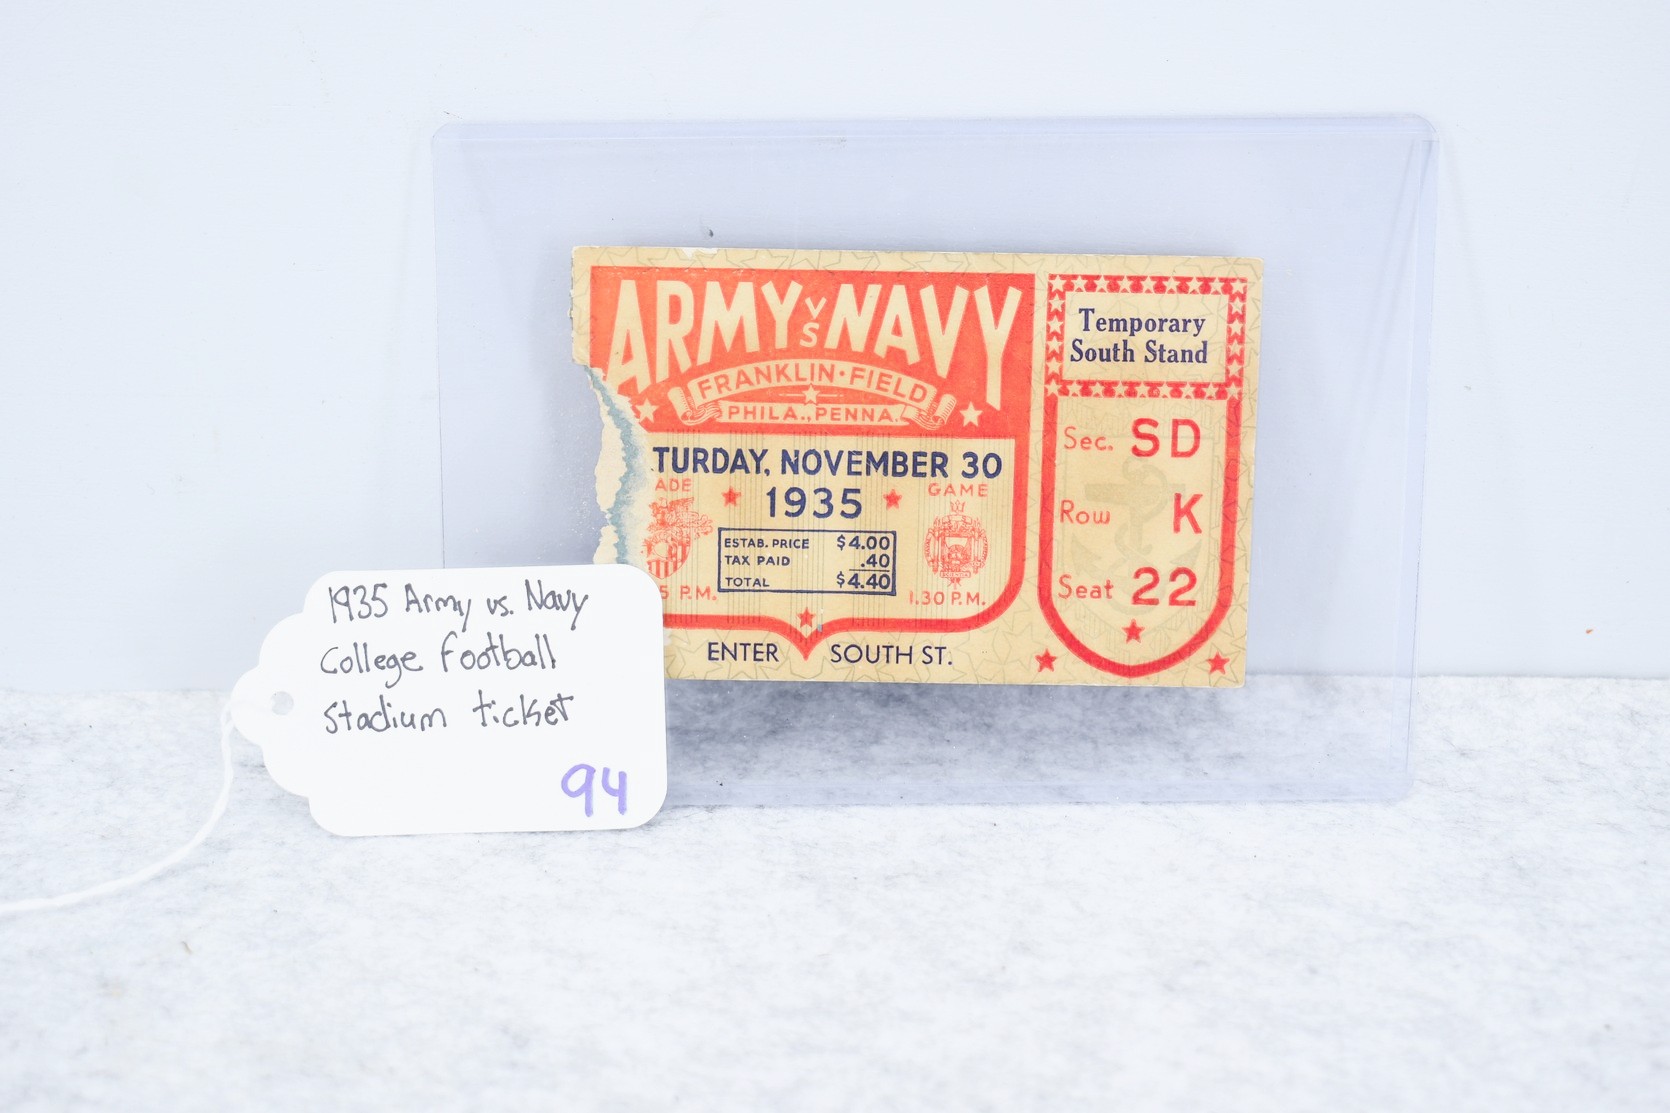 ARMY VS NAVY
FRANKLIN·FIELD
PHILA., PENNA.
TURDAY, NOVEMBER 30
1935
ADE
GAME
ESTAB. PRICE $4.00
TAX PAID .40
TOTAL $4.40
5 P.M.
1.30 P.M.
ENTER SOUTH ST.
Temporary
South Stand
Sec. SD
Row K
Seat 22
1935 Army vs. Navy
College Football
Stadium ticket
94